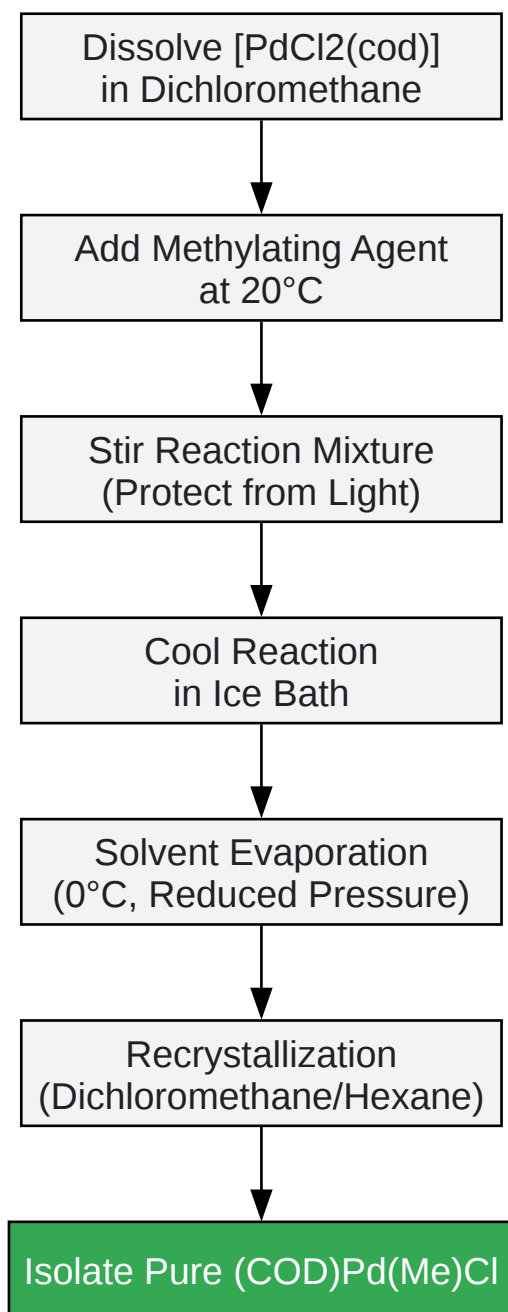 Dissolve [PdCl2(cod)]
in Dichloromethane
Add Methylating Agent
at 20°C
Stir Reaction Mixture
(Protect from Light)
Cool Reaction
in Ice Bath
Solvent Evaporation
(0°C, Reduced Pressure)
Recrystallization
(Dichloromethane/Hexane)
Isolate Pure (COD)Pd(Me)Cl